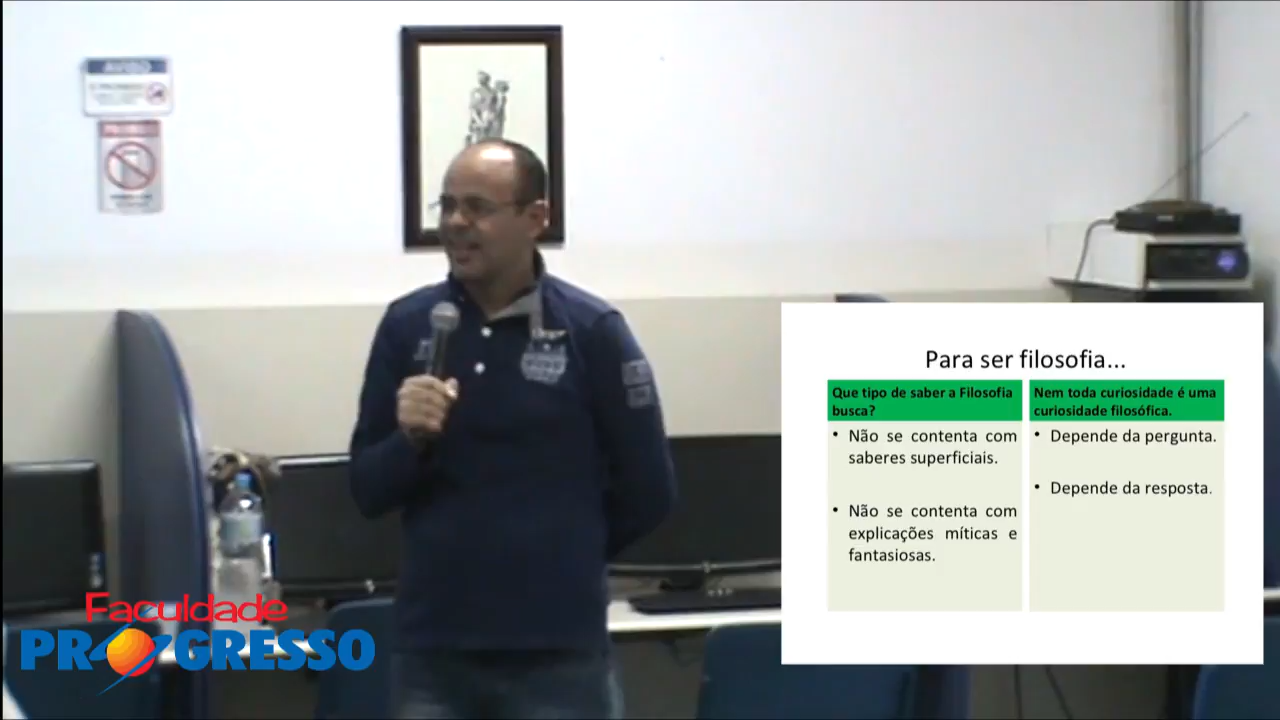 AVISO
Para ser filosofia...
Que tipo de saber a Filosofia
busca?
Nem toda curiosidade é uma
curiosidade filosófica.
• Não se contenta com
saberes superficiais.
• Não se contenta com
explicações míticas e
fantasiosas.
• Depende da pergunta.
• Depende da resposta.
Faculdade
PROGRESSO